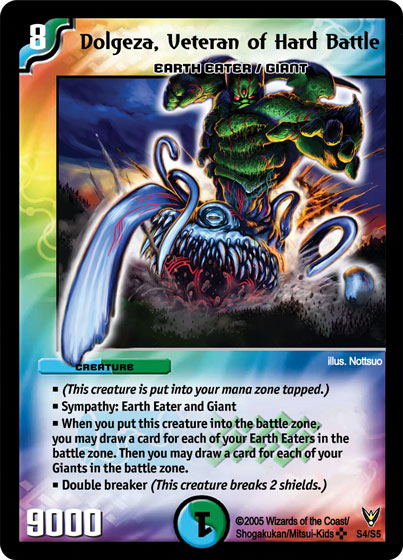 8
Dolgeza, Veteran of Hard Battle
EARTH EATER / GIANT
illus. Nottsuo
CREATURE
▪ (This creature is put into your mana zone tapped.)
▪ Sympathy: Earth Eater and Giant
▪ When you put this creature into the battle zone,
you may draw a card for each of your Earth Eaters in the
battle zone. Then you may draw a card for each of your
Giants in the battle zone.
▪ Double breaker (This creature breaks 2 shields.)
9000
1
©2005 Wizards of the Coast/
Shogakukan/Mitsui-Kids
S4/S5